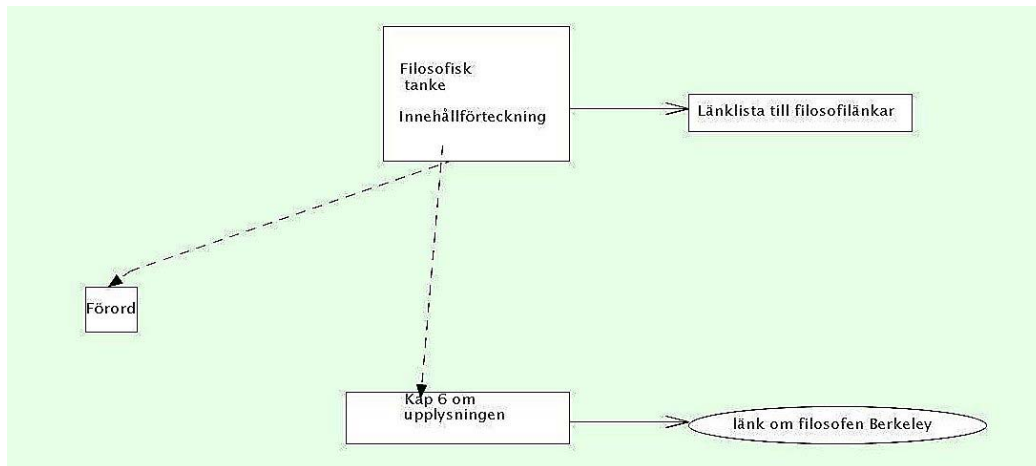 Filosofisk
tanke
Innehållförteckning
Länklista till filosofilänkar
Förord
Kap 6 om
upplysningen
länk om filosofen Berkeley